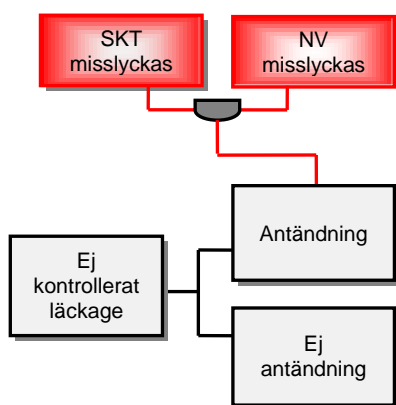 SKT
misslyckas
NV
misslyckas
Antändning
Ej
kontrollerat
läckage
Ej
antändning